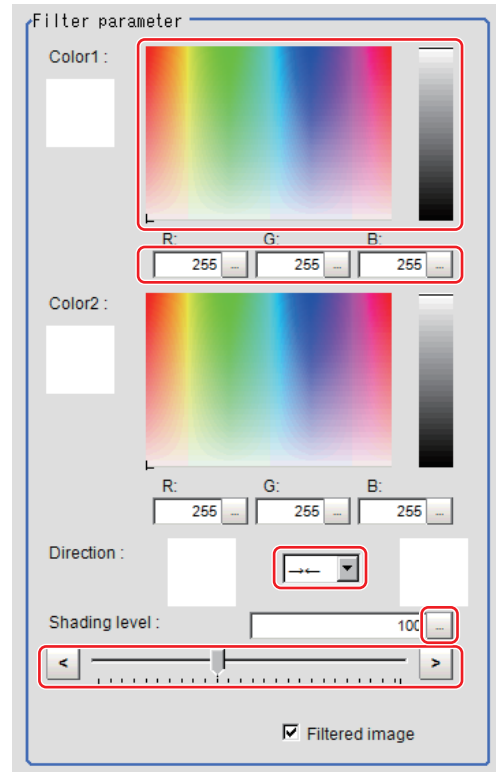 Filter parameter
Color1 :
R: G: B:
255 ... 255 ... 255 ...
Color2 :
R: G: B:
255 ... 255 ... 255 ...
Direction : →←
Shading level : 100 ...
< >
Filtered image